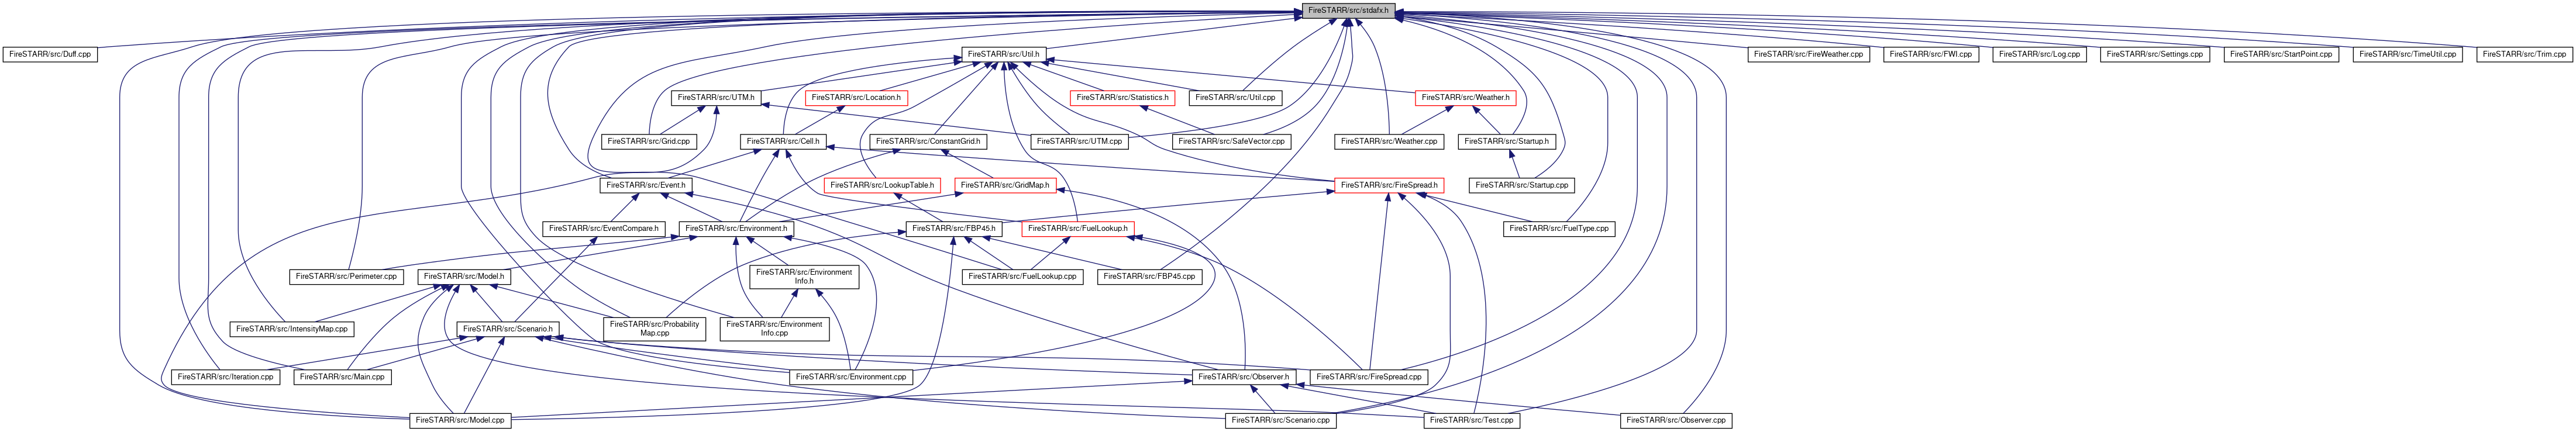 FireSTARR/src/stdafx.h
FireSTARR/src/Duff.cpp
FireSTARR/src/Util.h
FireSTARR/src/FireWeather.cpp
FireSTARR/src/FWI.cpp
FireSTARR/src/Log.cpp
FireSTARR/src/Settings.cpp
FireSTARR/src/StartPoint.cpp
FireSTARR/src/TimeUtil.cpp
FireSTARR/src/Trim.cpp
FireSTARR/src/UTM.h
FireSTARR/src/Location.h
FireSTARR/src/Statistics.h
FireSTARR/src/Util.cpp
FireSTARR/src/Weather.h
FireSTARR/src/Grid.cpp
FireSTARR/src/Cell.h
FireSTARR/src/ConstantGrid.h
FireSTARR/src/UTM.cpp
FireSTARR/src/SafeVector.cpp
FireSTARR/src/Weather.cpp
FireSTARR/src/Startup.h
FireSTARR/src/Event.h
FireSTARR/src/LookupTable.h
FireSTARR/src/GridMap.h
FireSTARR/src/FireSpread.h
FireSTARR/src/Startup.cpp
FireSTARR/src/EventCompare.h
FireSTARR/src/Environment.h
FireSTARR/src/FBP45.h
FireSTARR/src/FuelLookup.h
FireSTARR/src/FuelType.cpp
FireSTARR/src/Perimeter.cpp
FireSTARR/src/Model.h
FireSTARR/src/Environment
Info.h
FireSTARR/src/FuelLookup.cpp
FireSTARR/src/FBP45.cpp
FireSTARR/src/IntensityMap.cpp
FireSTARR/src/Scenario.h
FireSTARR/src/Probability
Map.cpp
FireSTARR/src/Environment
Info.cpp
FireSTARR/src/Iteration.cpp
FireSTARR/src/Main.cpp
FireSTARR/src/Environment.cpp
FireSTARR/src/Observer.h
FireSTARR/src/FireSpread.cpp
FireSTARR/src/Model.cpp
FireSTARR/src/Scenario.cpp
FireSTARR/src/Test.cpp
FireSTARR/src/Observer.cpp